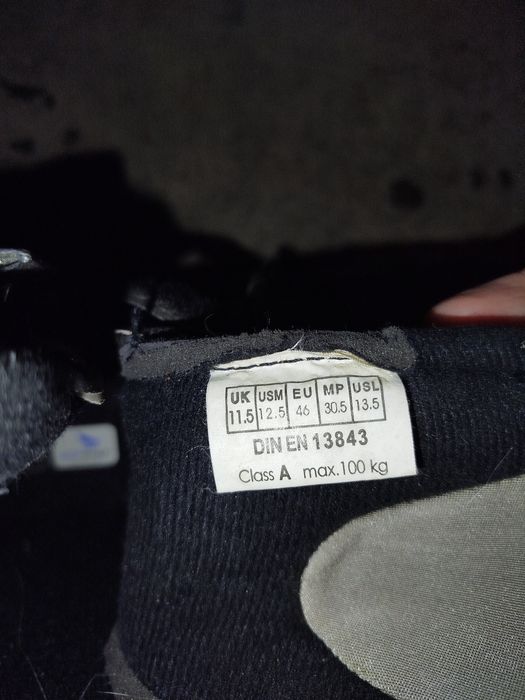 UK USM EU MP USL
11.5 12.5 46 30.5 13.5
DIN EN 13843
Class A max.100 kg